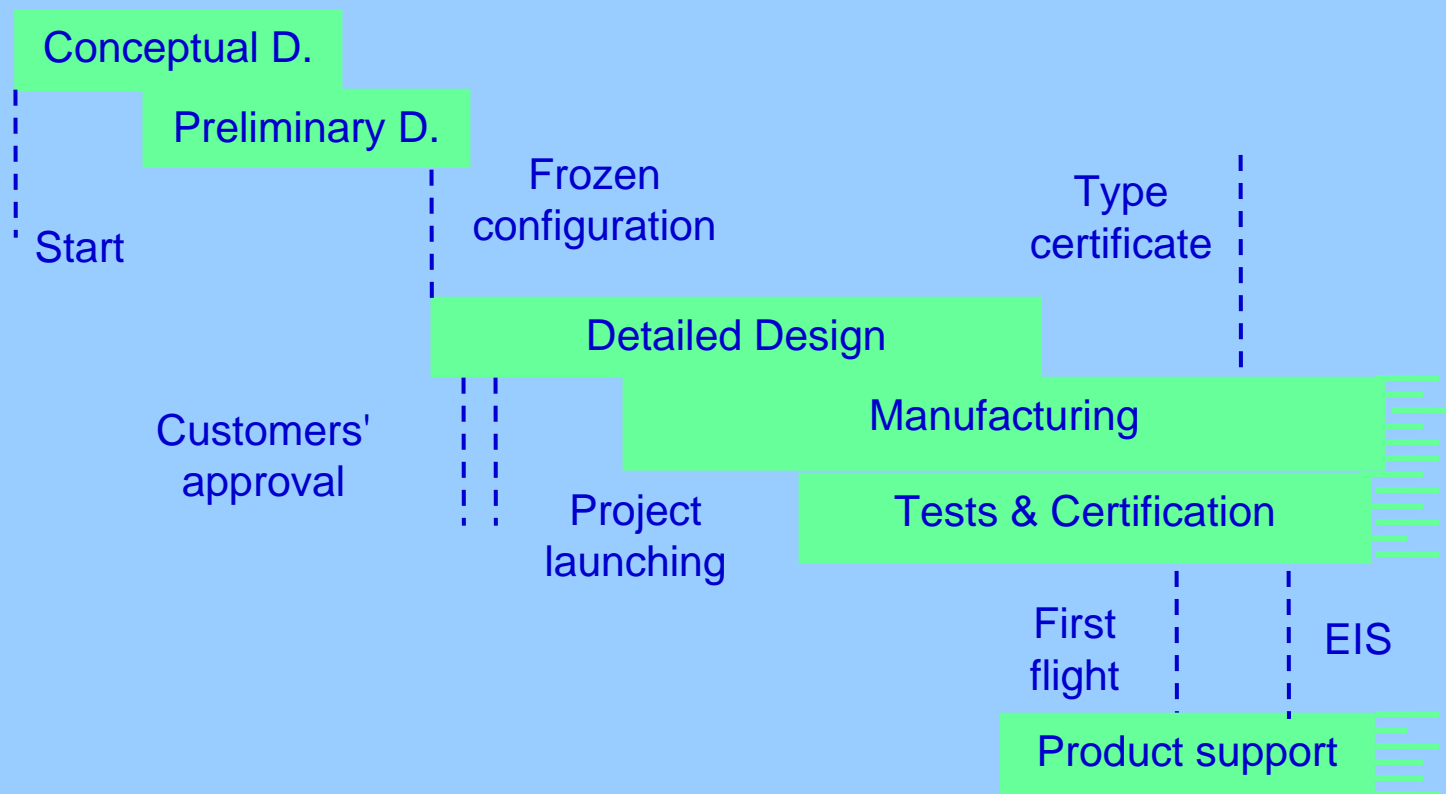 Conceptual D.
Preliminary D.
Start
Frozen
configuration
Type
certificate
Detailed Design
Customers'
approval
Manufacturing
Project
launching
Tests & Certification
First
flight
EIS
Product support